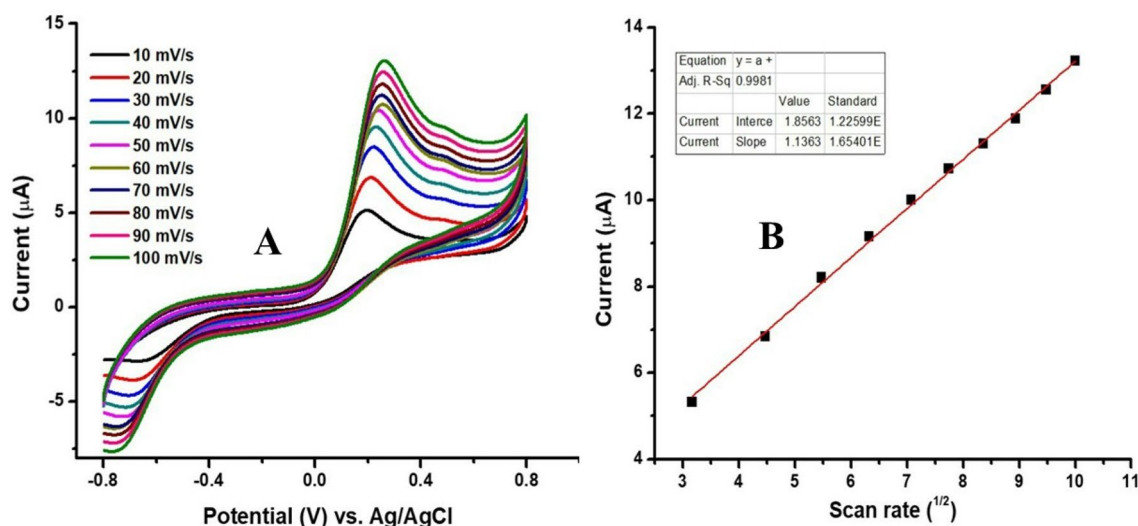 10 mV/s
20 mV/s
30 mV/s
40 mV/s
50 mV/s
60 mV/s
70 mV/s
80 mV/s
90 mV/s
100 mV/s
A
Current (μA)
15
10
5
0
-5
-0.8
-0.4
0.0
0.4
0.8
Potential (V) vs. Ag/AgCl
Equation y = a +
Adj. R-Sq 0.9981
Value Standard
Current Interce 1.8563 1.22599E
Current Slope 1.1363 1.65401E
B
Current (μA)
14
12
10
8
6
4
3 4 5 6 7 8 9 10 11
Scan rate (1/2)